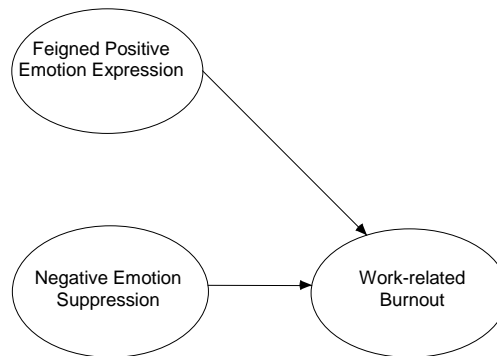 Feigned Positive
Emotion Expression
Negative Emotion
Suppression
Work-related
Burnout